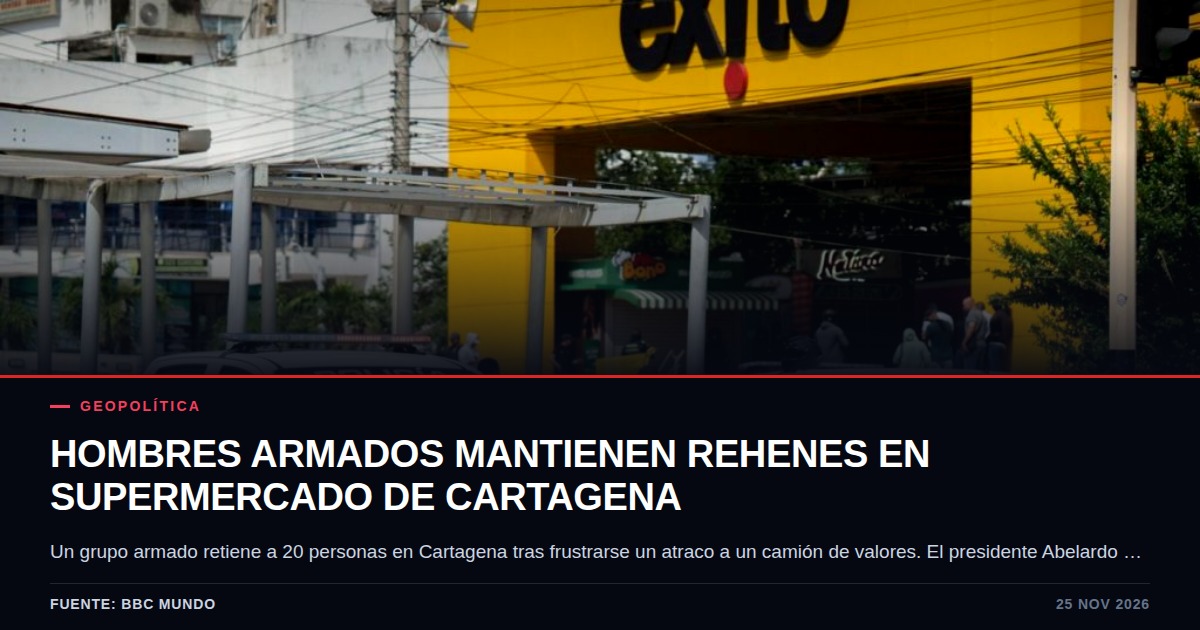 exito
Bono
GEOPOLÍTICA
HOMBRES ARMADOS MANTIENEN REHENES EN
SUPERMERCADO DE CARTAGENA
Un grupo armado retiene a 20 personas en Cartagena tras frustrarse un atraco a un camión de valores. El presidente Abelardo …
FUENTE: BBC MUNDO
25 NOV 2026